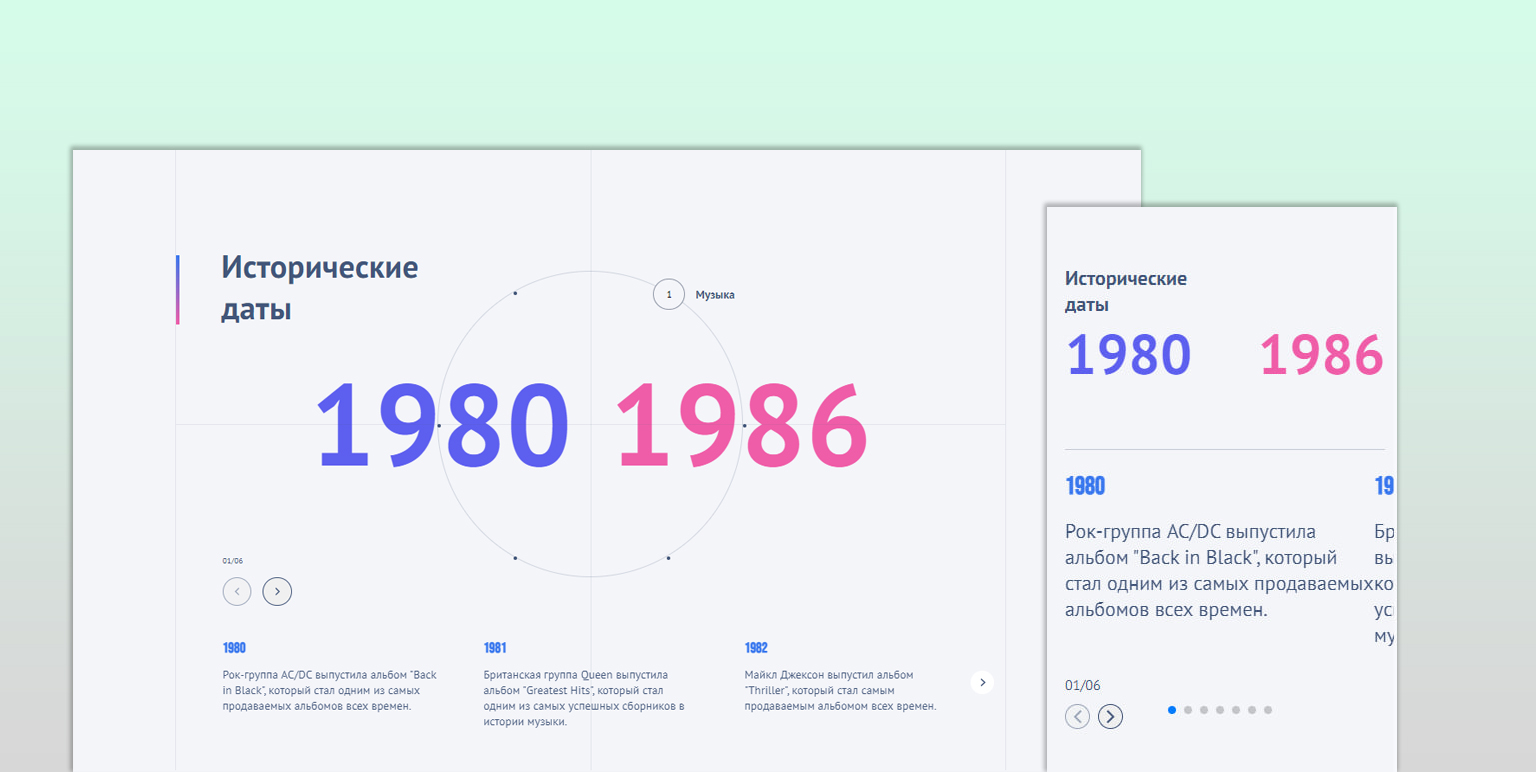 Исторические
даты
1
Музыка
1980 1986
01/06
1980
Рок-группа AC/DC выпустила альбом "Back
in Black", который стал одним из самых
продаваемых альбомов всех времен.
1981
Британская группа Queen выпустила
альбом "Greatest Hits", который стал
одним из самых успешных сборников в
истории музыки.
1982
Майкл Джексон выпустил альбом
"Thriller", который стал самым
продаваемым альбомом всех времен.
Исторические
даты
1980 1986
1980
Рок-группа AC/DC выпустила
альбом "Back in Black", который
стал одним из самых продаваемых
альбомов всех времен.
19
Бр
вы
ко
ус
му
01/06